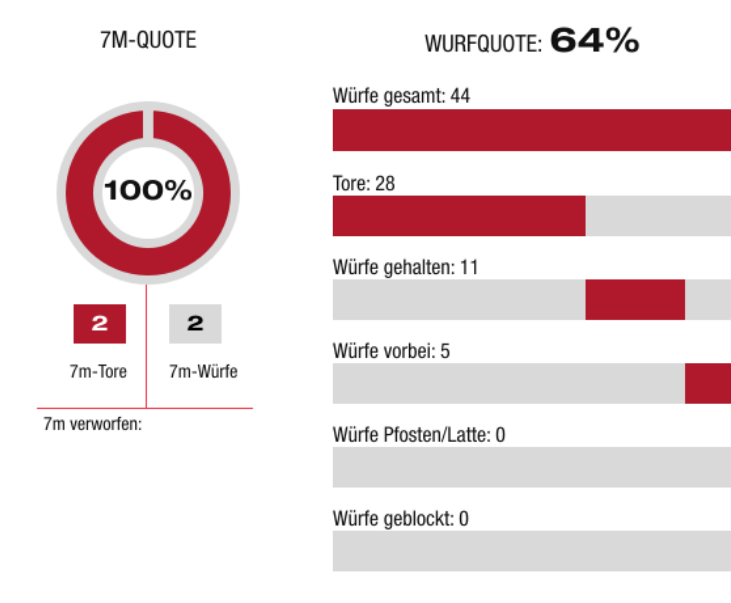 7M-QUOTE
100%
2
2
7m-Tore
7m-Würfe
7m verworfen:
WURFQUOTE: 64%
Würfe gesamt: 44
Tore: 28
Würfe gehalten: 11
Würfe vorbei: 5
Würfe Pfosten/Latte: 0
Würfe geblockt: 0